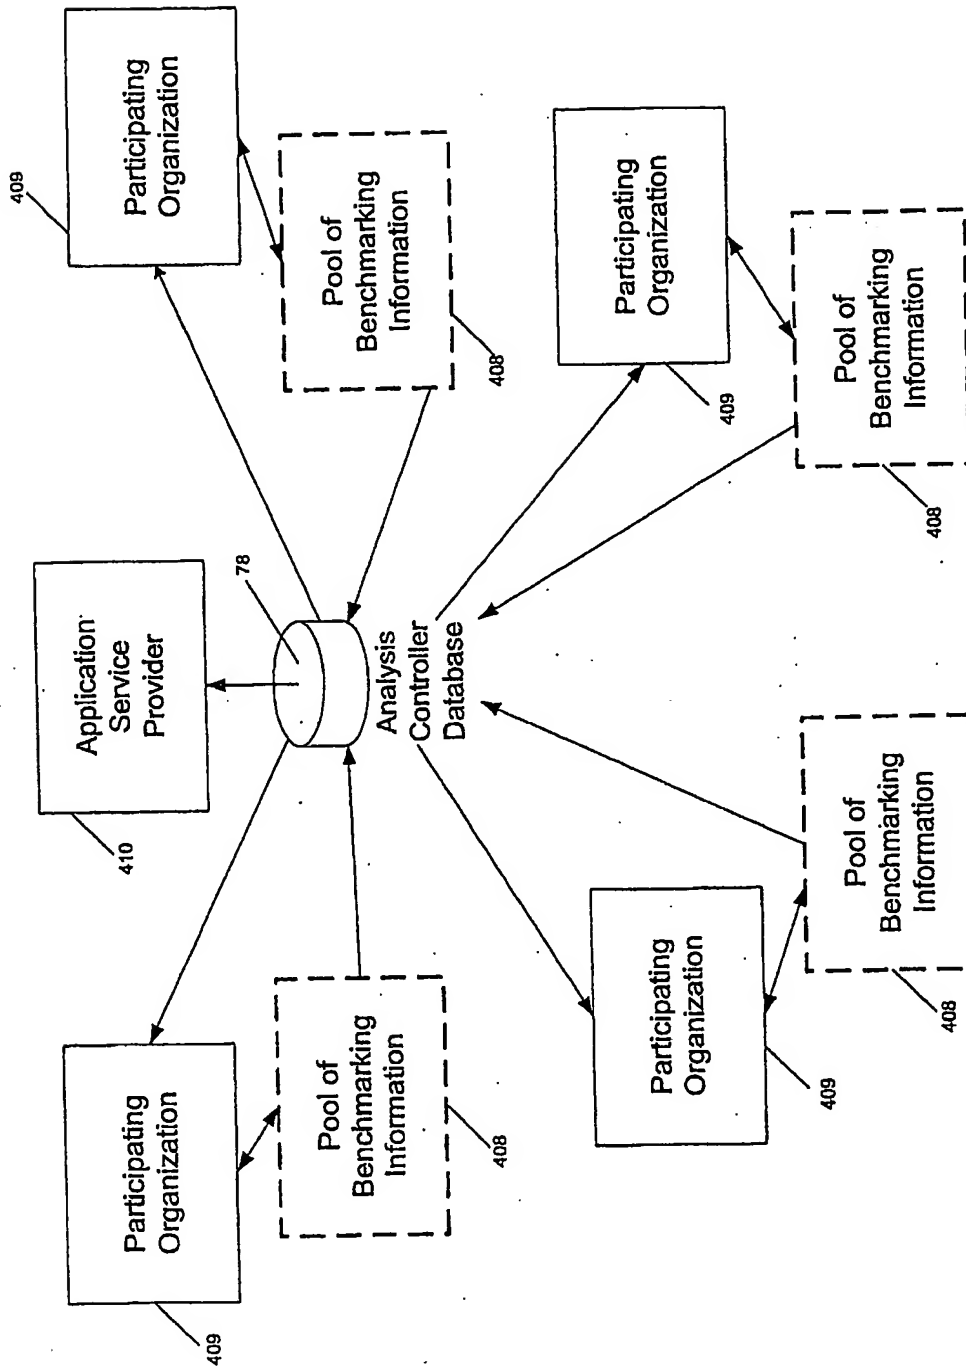 409
Participating
Organization
Application
Service
Provider
Participating
Organization
410
409
78
Pool of
Benchmarking
Information
Analysis
Controller
Database
Pool of
Benchmarking
Information
408
408
Participating
Organization
Participating
Organization
409
409
Pool of
Benchmarking
Information
Pool of
Benchmarking
Information
408
408